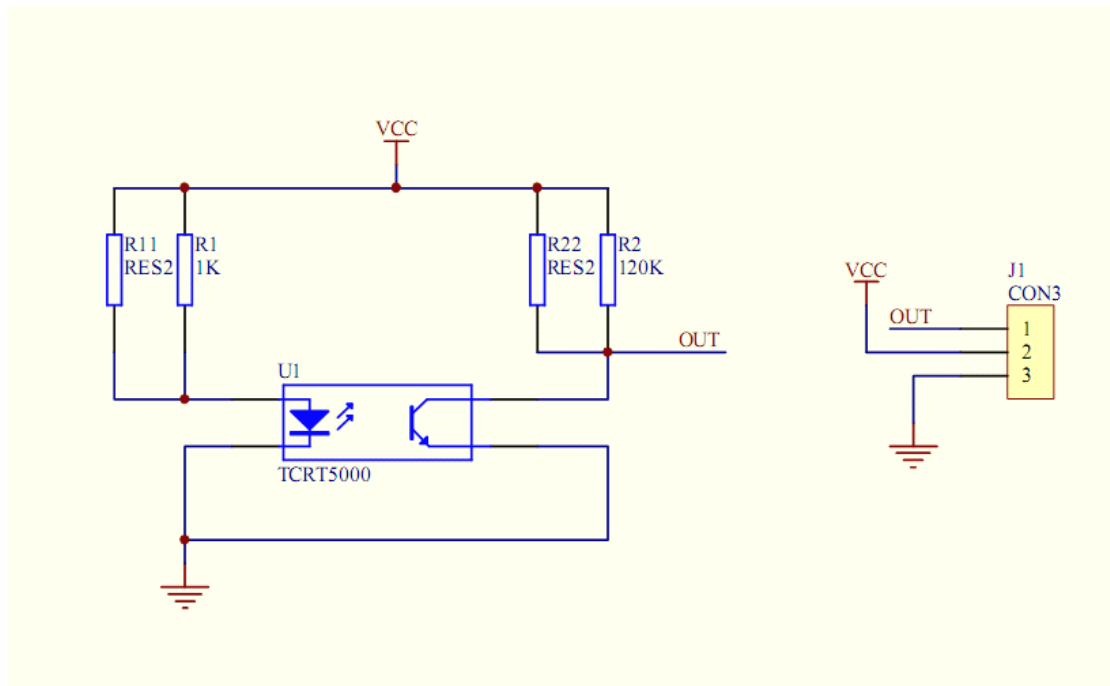 VCC
R11
RES2
R1
1K
R22
RES2
R2
120K
OUT
U1
TCRT5000
VCC
OUT
J1
CON3
1
2
3